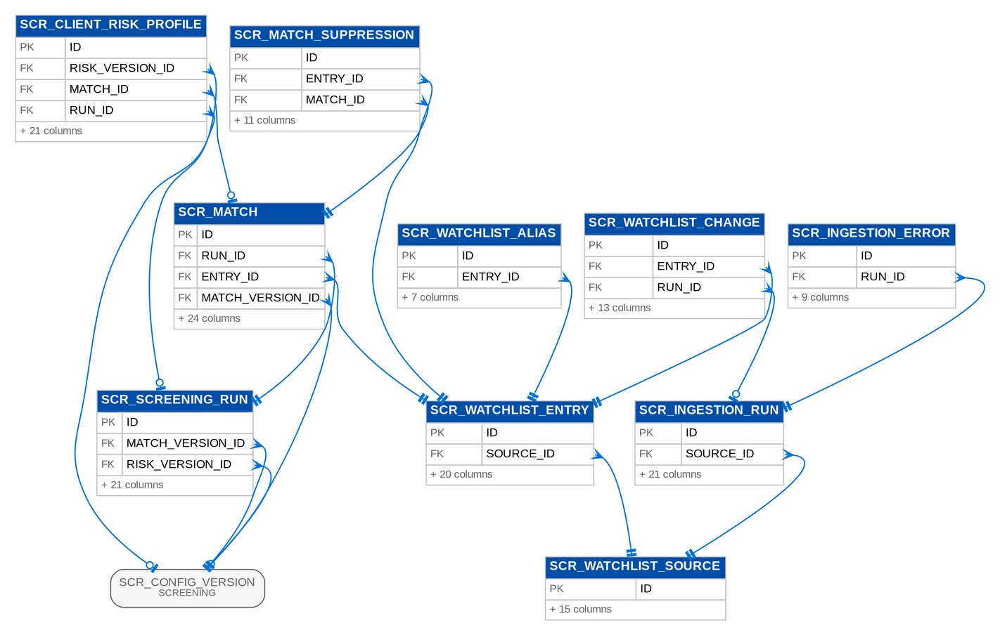 SCR_CLIENT_RISK_PROFILE
PK ID
FK RISK_VERSION_ID
FK MATCH_ID
FK RUN_ID
+ 21 columns
SCR_MATCH_SUPPRESSION
PK ID
FK ENTRY_ID
FK MATCH_ID
+ 11 columns
SCR_MATCH
PK ID
FK RUN_ID
FK ENTRY_ID
FK MATCH_VERSION_ID
+ 24 columns
SCR_WATCHLIST_ALIAS
PK ID
FK ENTRY_ID
+ 7 columns
SCR_WATCHLIST_CHANGE
PK ID
FK ENTRY_ID
FK RUN_ID
+ 13 columns
SCR_INGESTION_ERROR
PK ID
FK RUN_ID
+ 9 columns
SCR_SCREENING_RUN
PK ID
FK MATCH_VERSION_ID
FK RISK_VERSION_ID
+ 21 columns
SCR_WATCHLIST_ENTRY
PK ID
FK SOURCE_ID
+ 20 columns
SCR_INGESTION_RUN
PK ID
FK SOURCE_ID
+ 21 columns
SCR_CONFIG_VERSION
SCREENING
SCR_WATCHLIST_SOURCE
PK ID
+ 15 columns